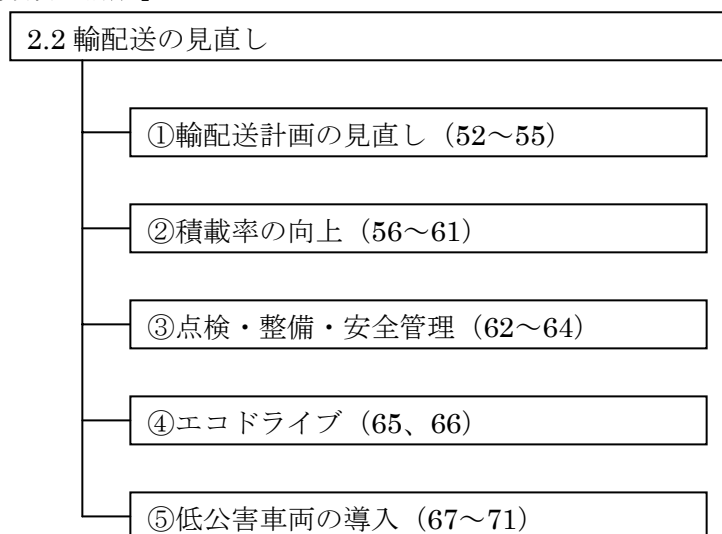 2.2 輸配送の見直し
①輸配送計画の見直し（52～55）
②積載率の向上（56～61）
③点検・整備・安全管理（62～64）
④エコドライブ（65、66）
⑤低公害車両の導入（67～71）